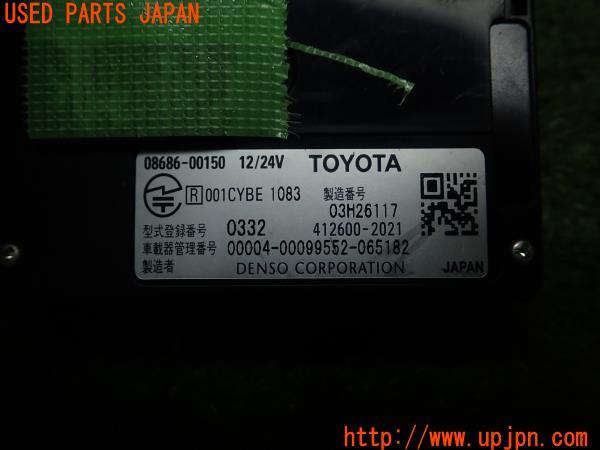 USED PARTS JAPAN
08686-00150 12/24V TOYOTA
R 001CYBE 1083 製造番号
03H26117
型式登録番号 0332 412600-2021
車載器管理番号 00004-00099552-065182
製造者 DENSO CORPORATION JAPAN
UPJ
http://www.upjpn.com